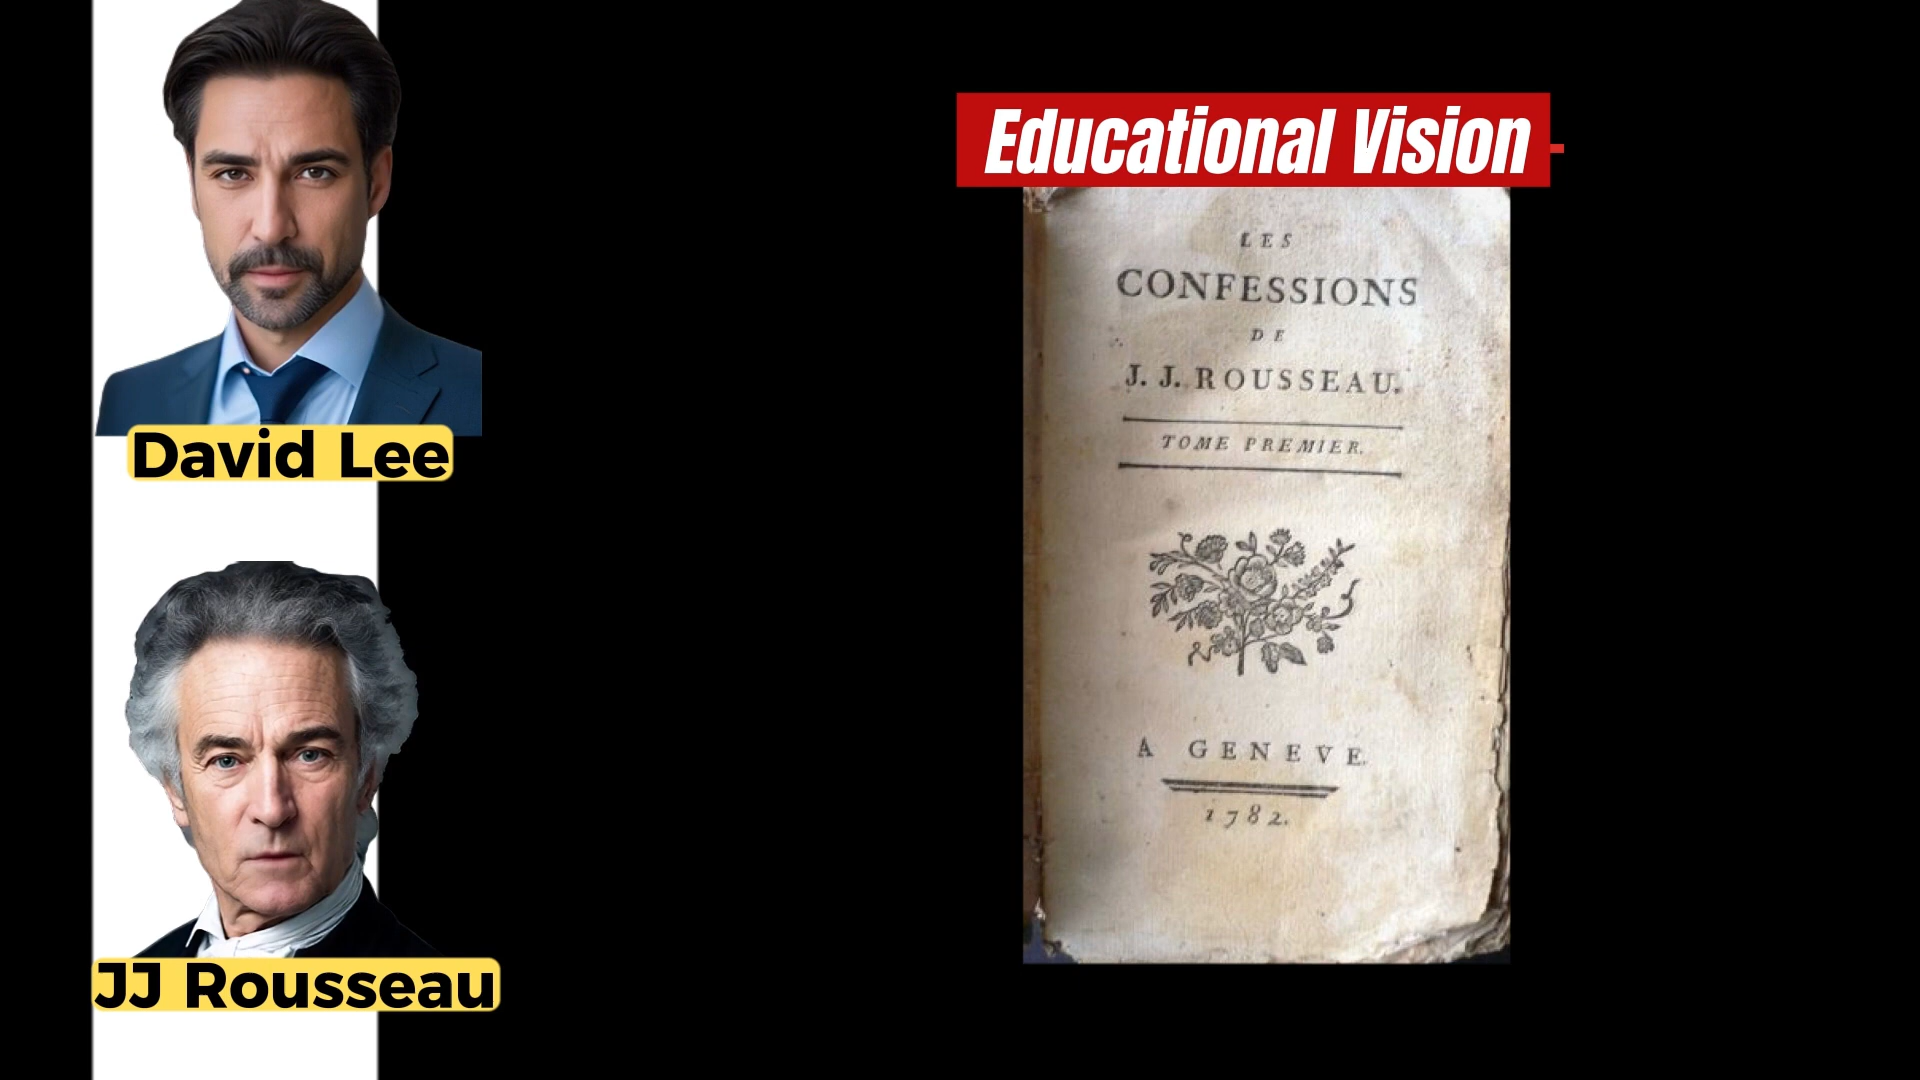 David Lee
JJ Rousseau
Educational Vision
LES
CONFESSIONS
DE
J. J. ROUSSEAU.
TOME PREMIER.
A GENEVE.
1782.